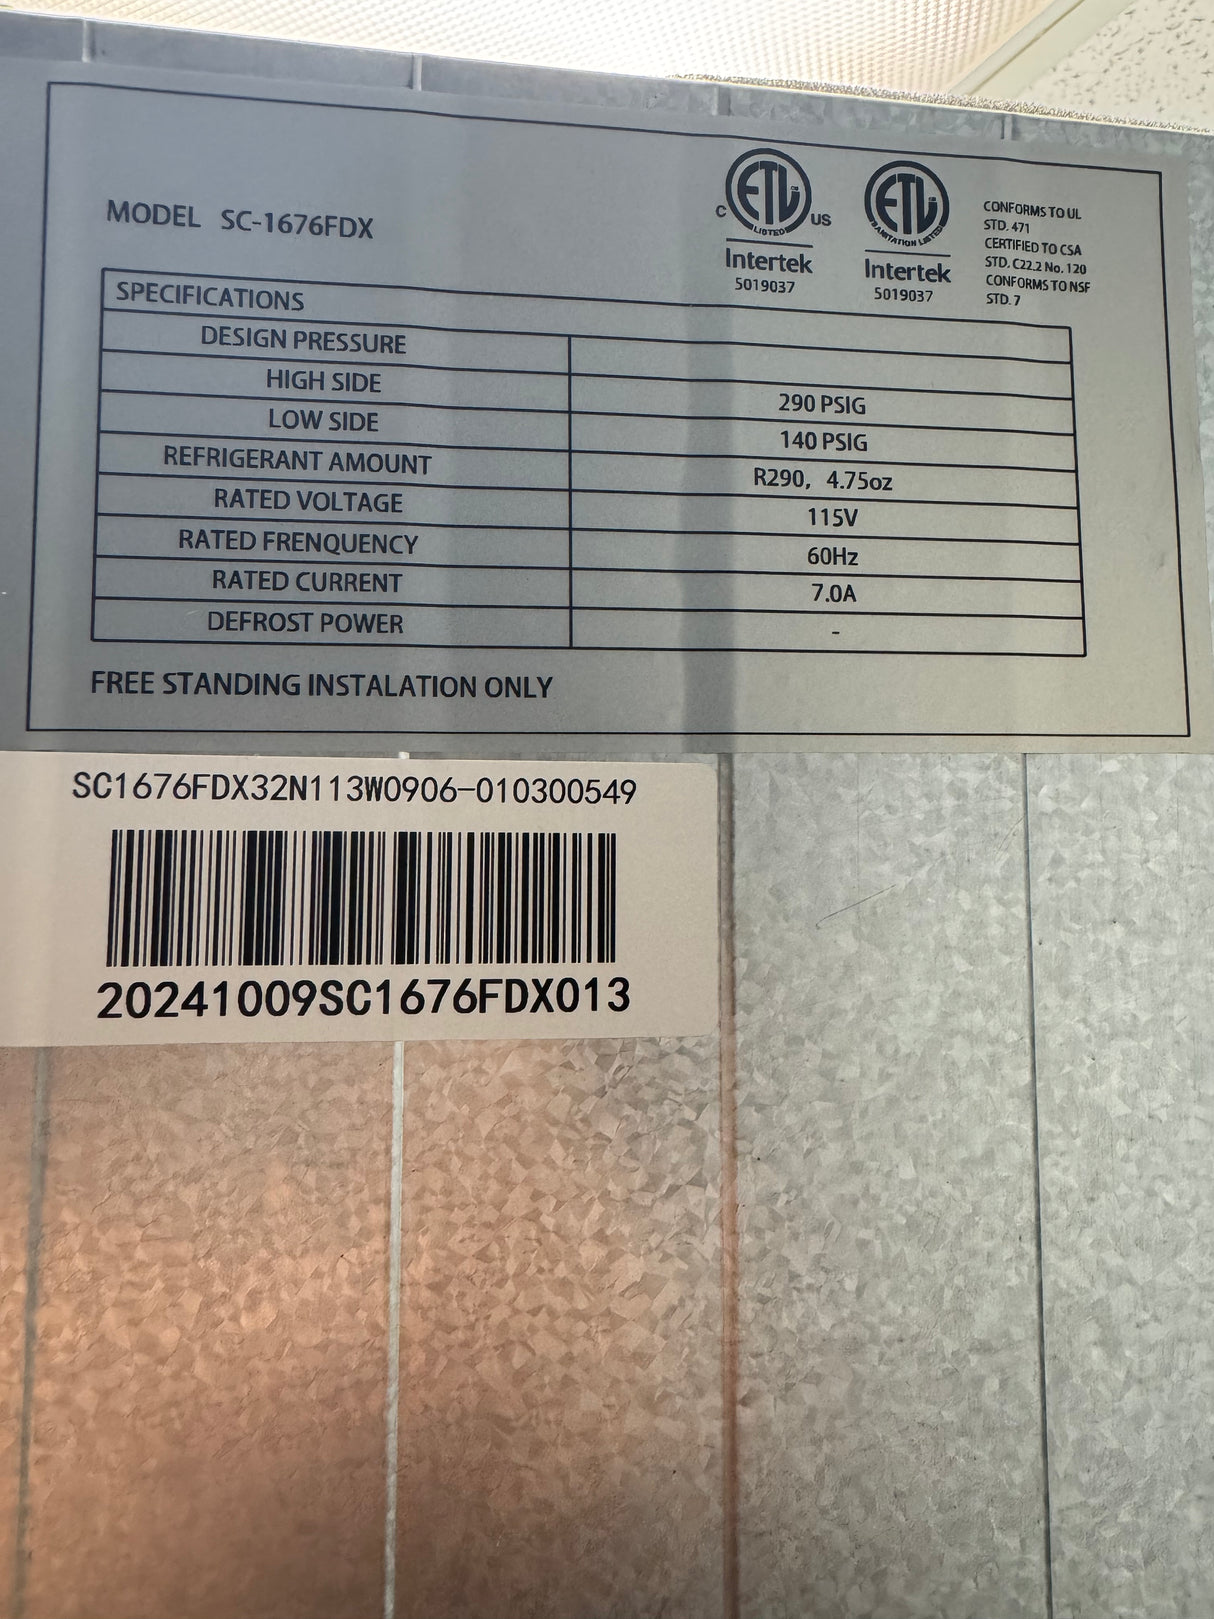 MODEL SC-1676FDX
C ETL US
LISTED
Intertek
5019037
ETL
SANITATION LISTED
Intertek
5019037
CONFORMS TO UL
STD. 471
CERTIFIED TO CSA
STD. C22.2 No. 120
CONFORMS TO NSF
STD. 7
SPECIFICATIONS
DESIGN PRESSURE
HIGH SIDE 290 PSIG
LOW SIDE 140 PSIG
REFRIGERANT AMOUNT R290, 4.75oz
RATED VOLTAGE 115V
RATED FRENQUENCY 60Hz
RATED CURRENT 7.0A
DEFROST POWER -
FREE STANDING INSTALATION ONLY
SC1676FDX32N113W0906-010300549
20241009SC1676FDX013